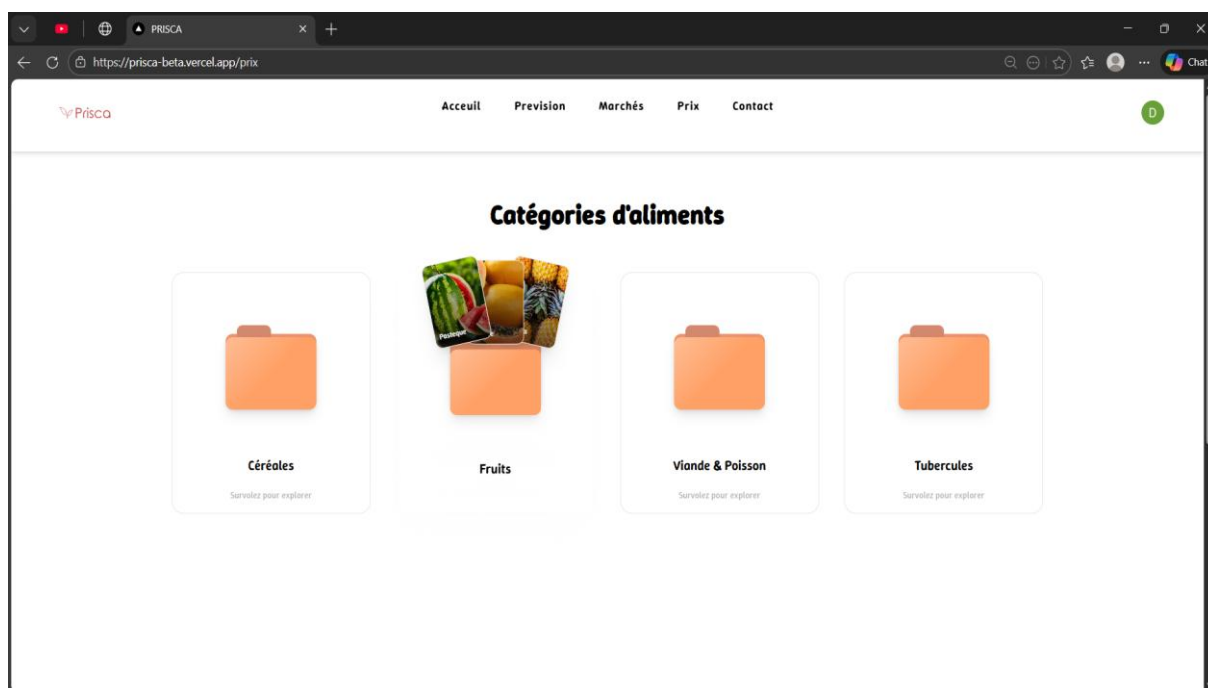 PRISCA
https://prisca-beta.vercel.app/prix
Chat
Prisca
Acceuil Prevision Marchés Prix Contact
D
Catégories d'aliments
Pasteque
Céréales
Fruits
Viande & Poisson
Tubercules
Survolez pour explorer
Survolez pour explorer
Survolez pour explorer